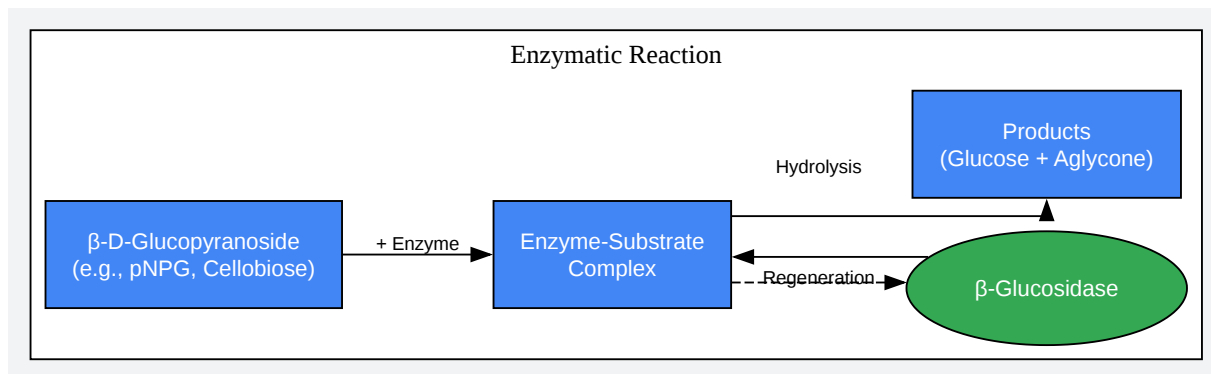 Enzymatic Reaction
Products
(Glucose + Aglycone)
Hydrolysis
β-D-Glucopyranoside
(e.g., pNPG, Cellobiose)
+ Enzyme
Enzyme-Substrate
Complex
Regeneration
β-Glucosidase